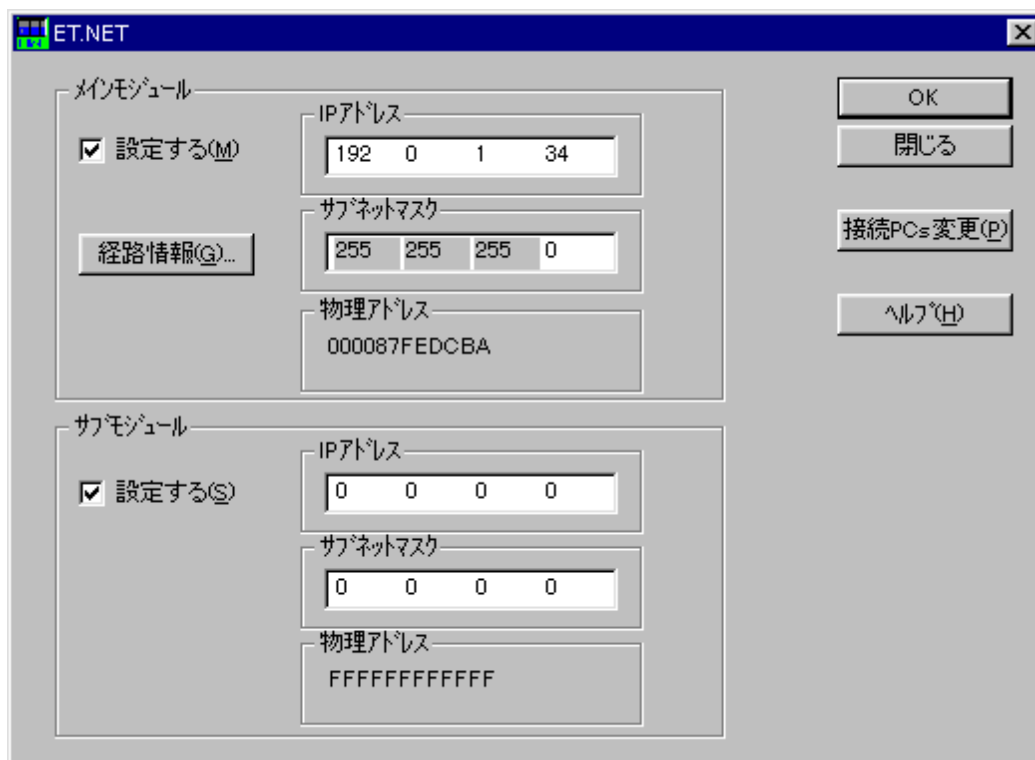 ET.NET
メインモジュール
設定する(M)
経路情報(G)...
IPアドレス
192 0 1 34
サブネットマスク
255 255 255 0
物理アドレス
000087FEDCBA
サブモジュール
設定する(S)
IPアドレス
0 0 0 0
サブネットマスク
0 0 0 0
物理アドレス
FFFFFFFFFFFF
OK
閉じる
接続PCs変更(P)
ヘルプ(H)